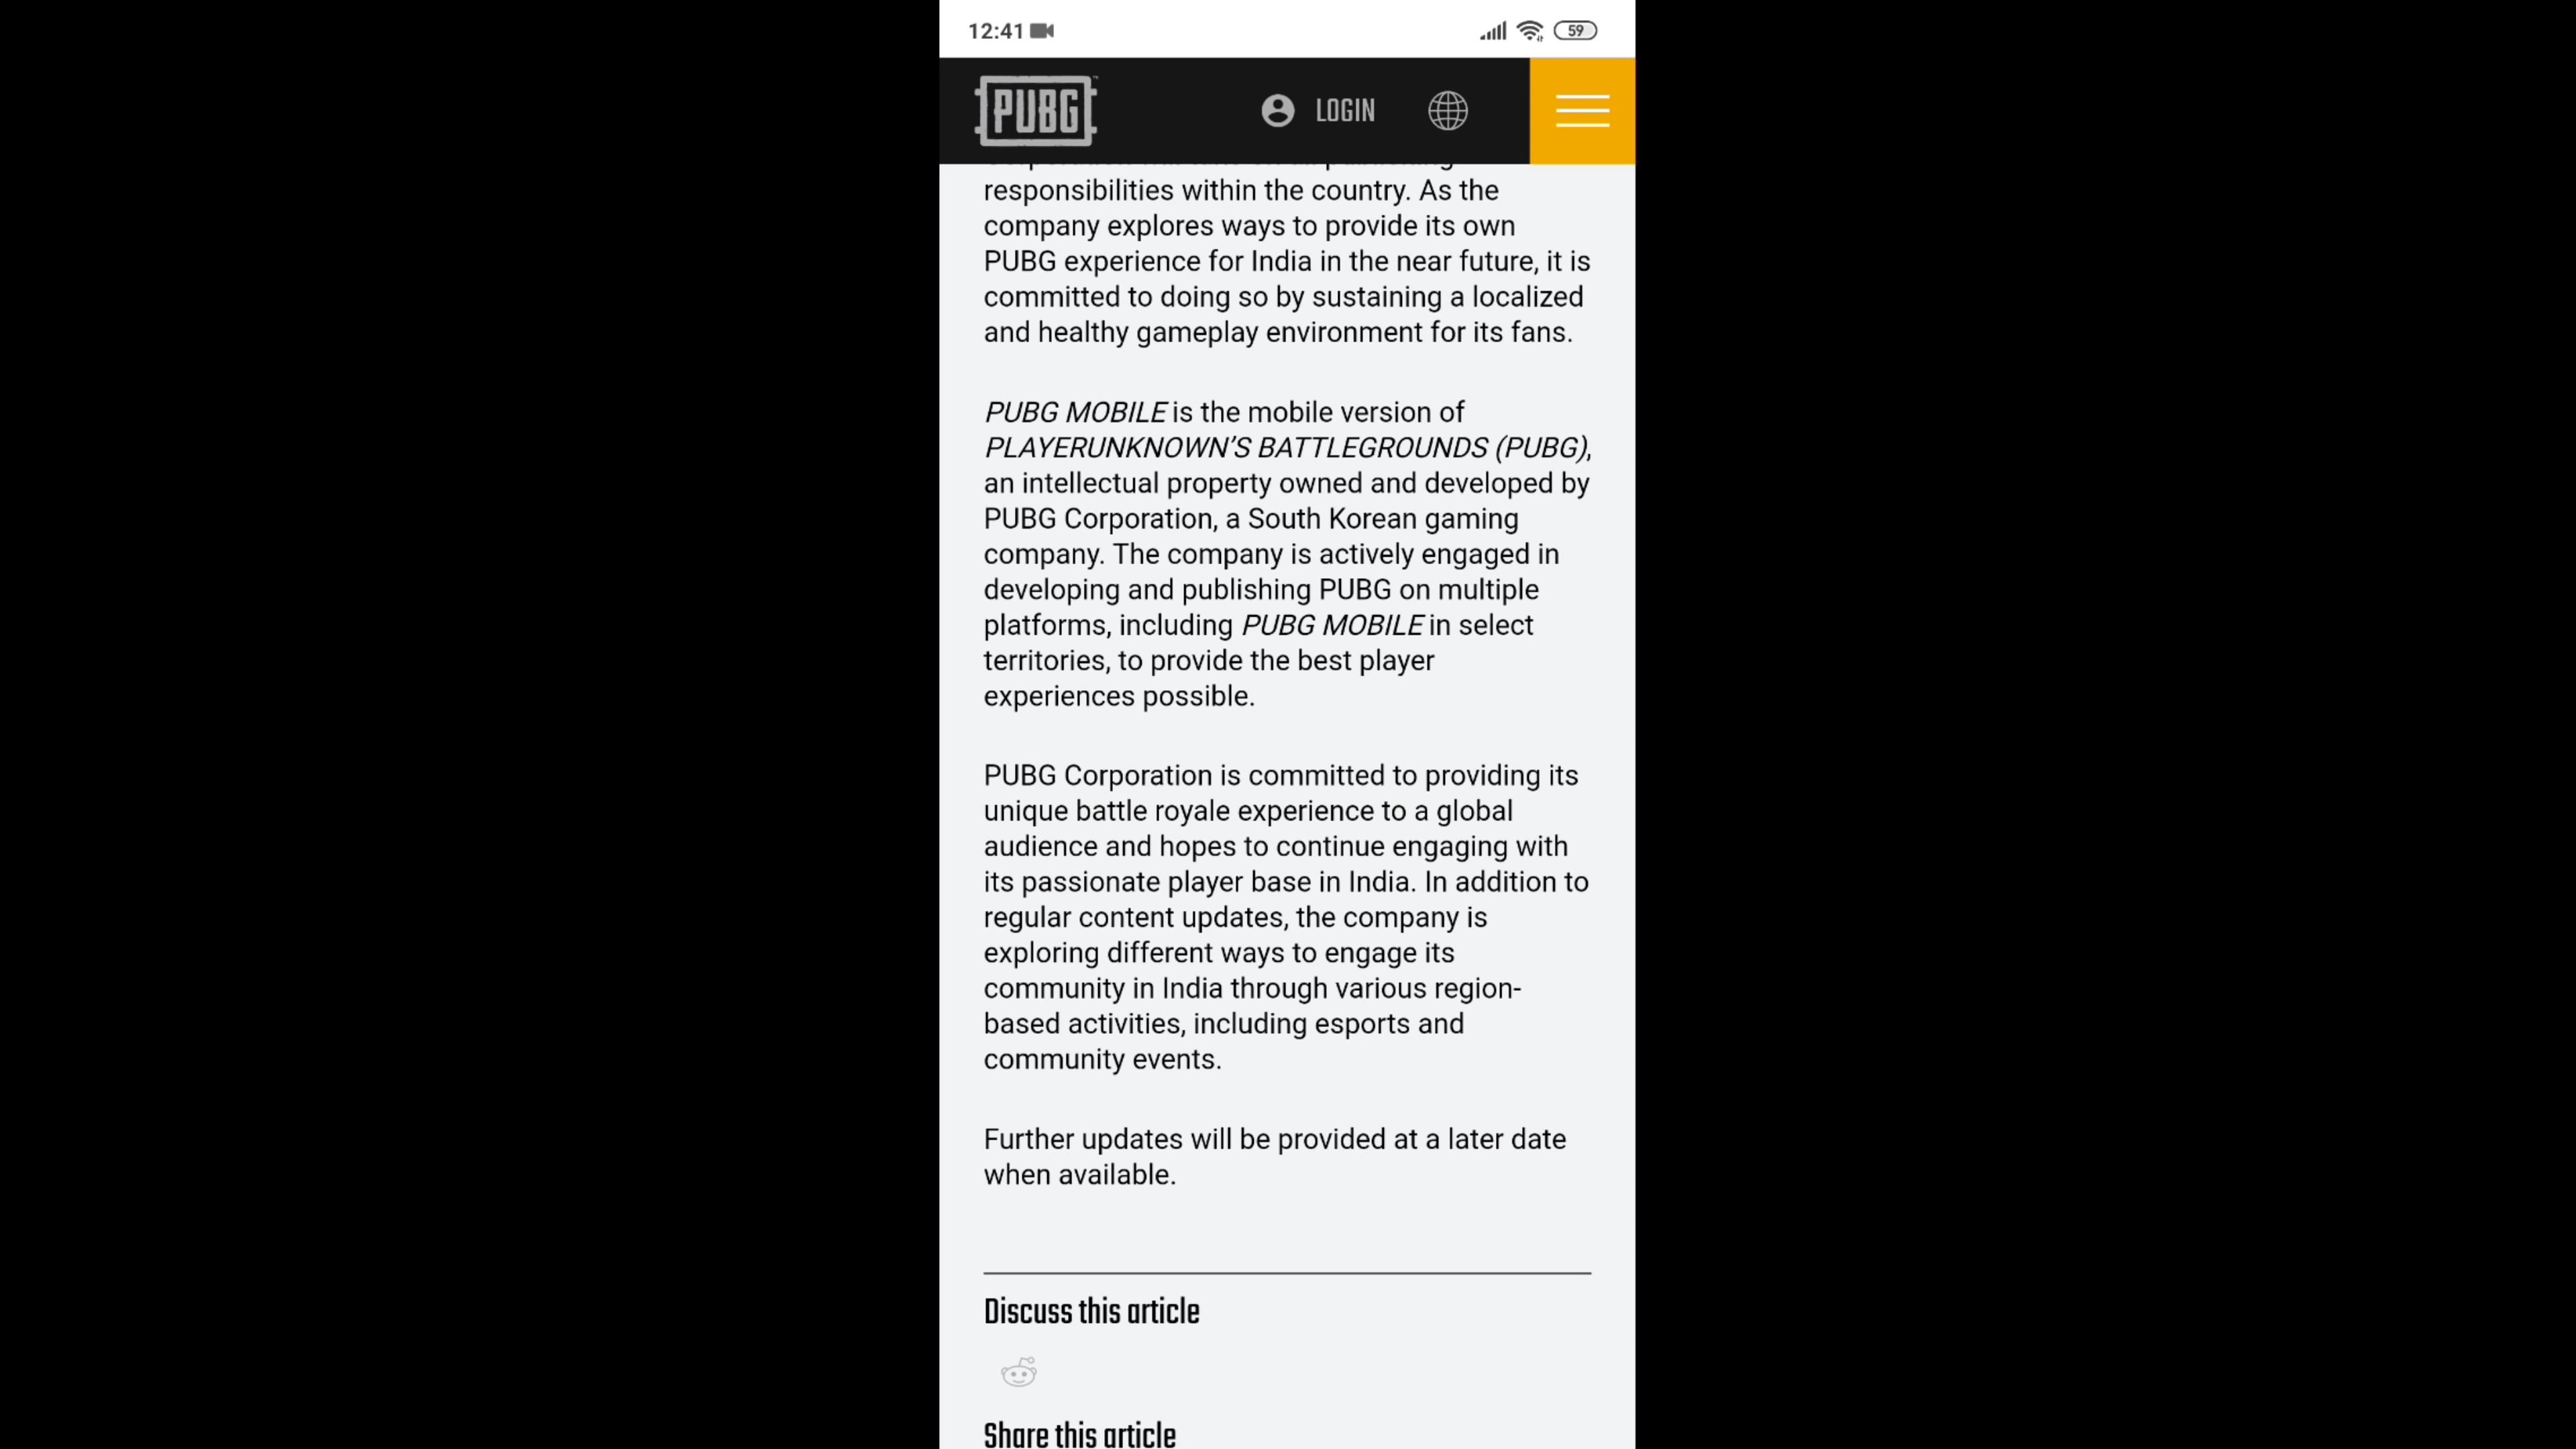 12:41
59
PUBG
LOGIN
responsibilities within the country. As the
company explores ways to provide its own
PUBG experience for India in the near future, it is
committed to doing so by sustaining a localized
and healthy gameplay environment for its fans.
PUBG MOBILE is the mobile version of
PLAYERUNKNOWN'S BATTLEGROUNDS (PUBG),
an intellectual property owned and developed by
PUBG Corporation, a South Korean gaming
company. The company is actively engaged in
developing and publishing PUBG on multiple
platforms, including PUBG MOBILE in select
territories, to provide the best player
experiences possible.
PUBG Corporation is committed to providing its
unique battle royale experience to a global
audience and hopes to continue engaging with
its passionate player base in India. In addition to
regular content updates, the company is
exploring different ways to engage its
community in India through various region-
based activities, including esports and
community events.
Further updates will be provided at a later date
when available.
Discuss this article
Share this article